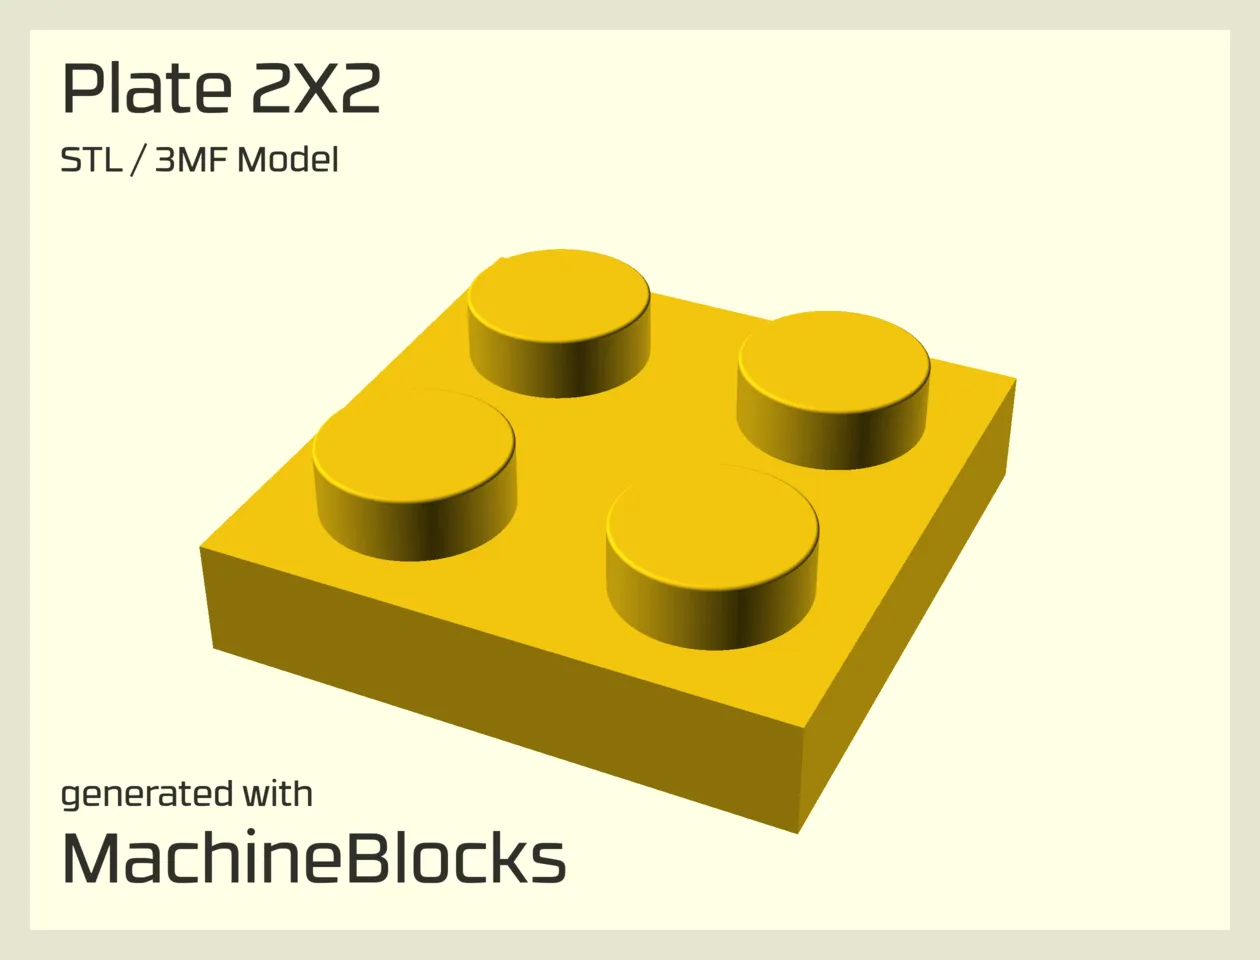 Plate 2X2
STL / 3MF Model
generated with
MachineBlocks